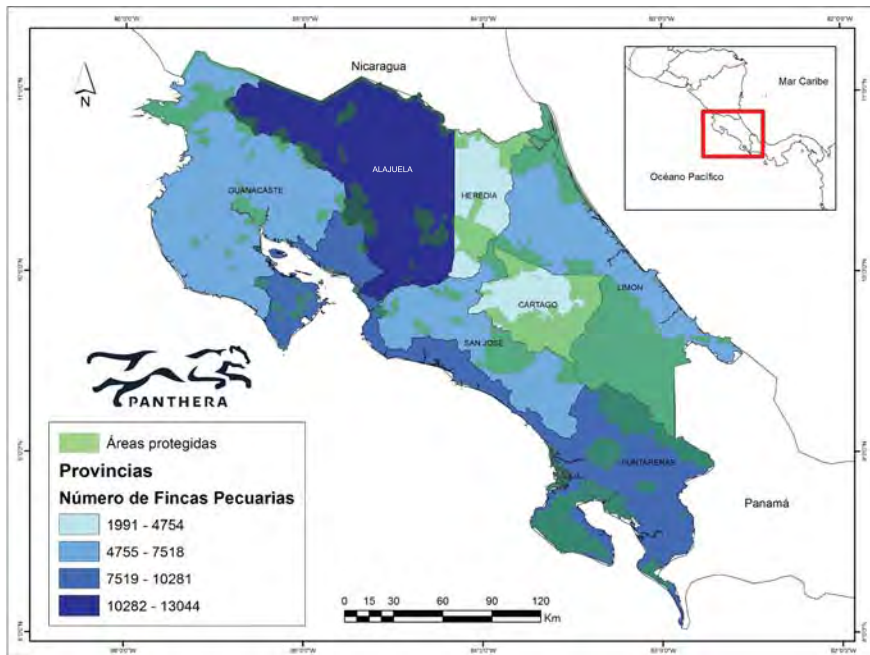 Nicaragua
Mar Caribe
Océano Pacífico
N
ALAJUELA
GUANACASTE
HEREDIA
CARTAGO
LIMON
SAN JOSE
PUNTARENAS
Panamá
PANTHERA
Áreas protegidas
Provincias
Número de Fincas Pecuarias
1991 - 4754
4755 - 7518
7519 - 10281
10282 - 13044
0 15 30 60 90 120
Km